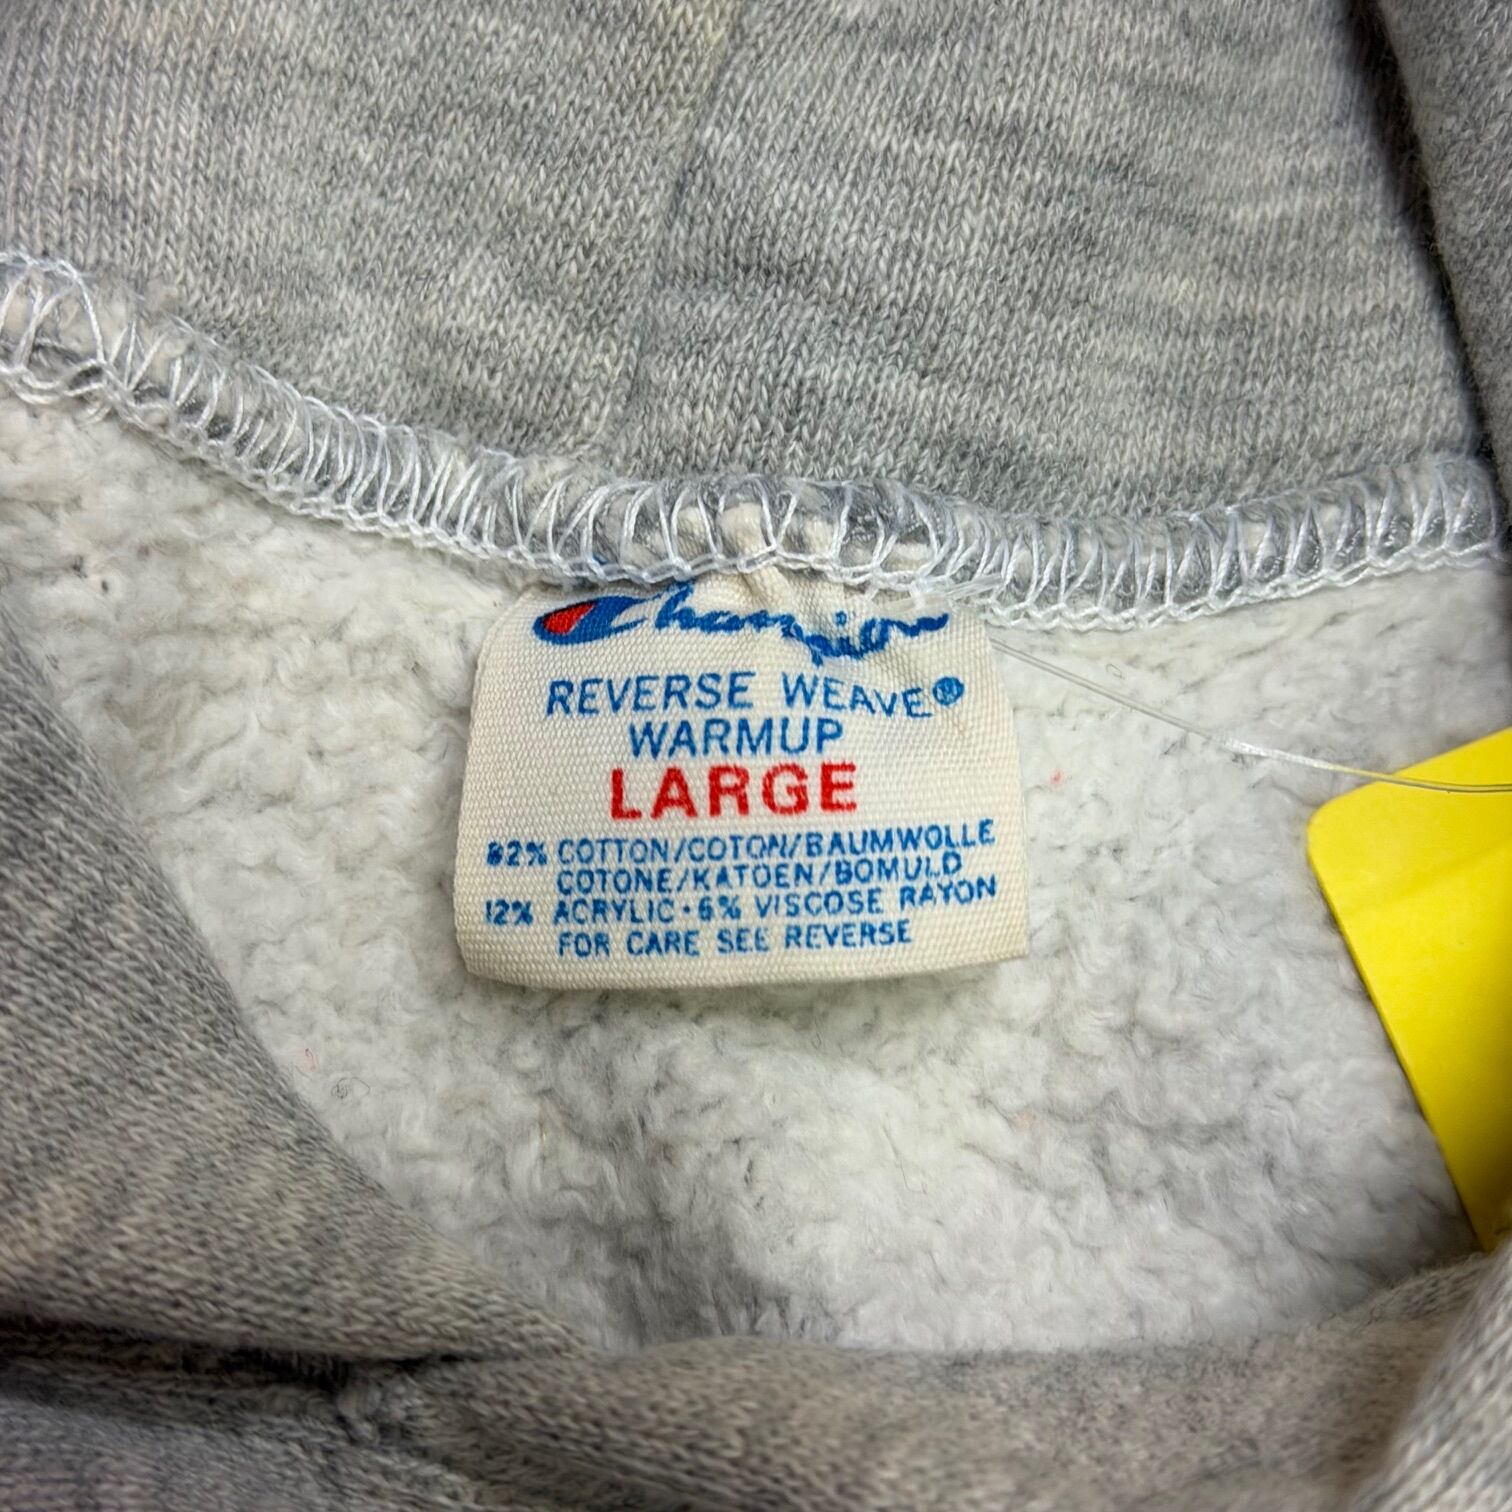 Champion
REVERSE WEAVE®
WARMUP
LARGE
82% COTTON/COTON/BAUMWOLLE
COTONE/KATOEN/BOMULD
12% ACRYLIC • 6% VISCOSE RAYON
FOR CARE SEE REVERSE